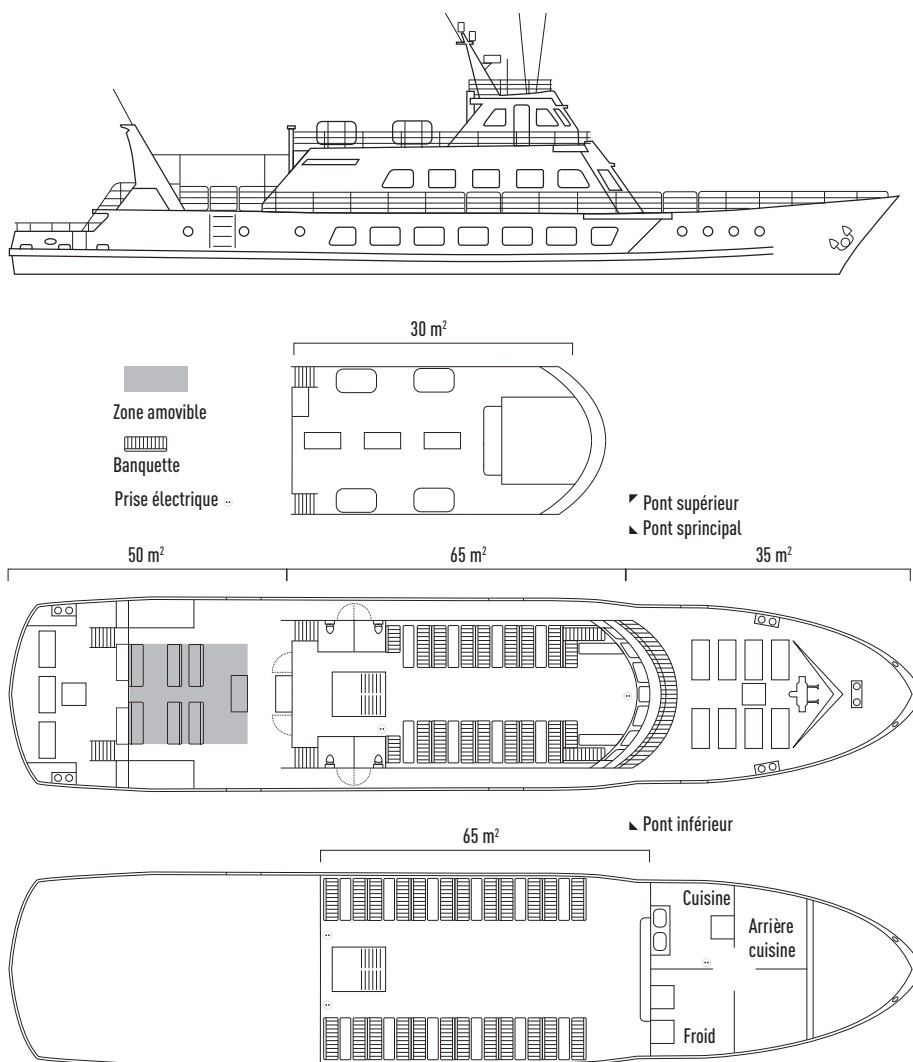 30 m²
Zone amovible
Banquette
Prise électrique
Pont supérieur
Pont sprincipal
50 m²
65 m²
35 m²
Pont inférieur
65 m²
Cuisine
Arrière
cuisine
Froid